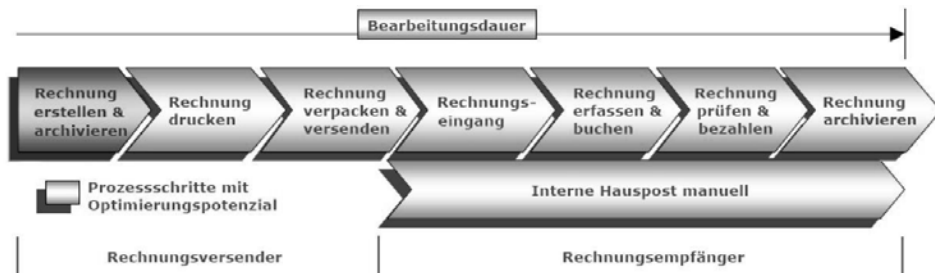 Bearbeitungsdauer
Rechnung
erstellen &
archivieren
Rechnung
drucken
Rechnung
verpacken &
versenden
Rechnungs-
eingang
Rechnung
erfassen &
buchen
Rechnung
prüfen &
bezahlen
Rechnung
archivieren
Prozessschritte mit
Optimierungspotenzial
Interne Hauspost manuell
Rechnungsversender
Rechnungsempfänger